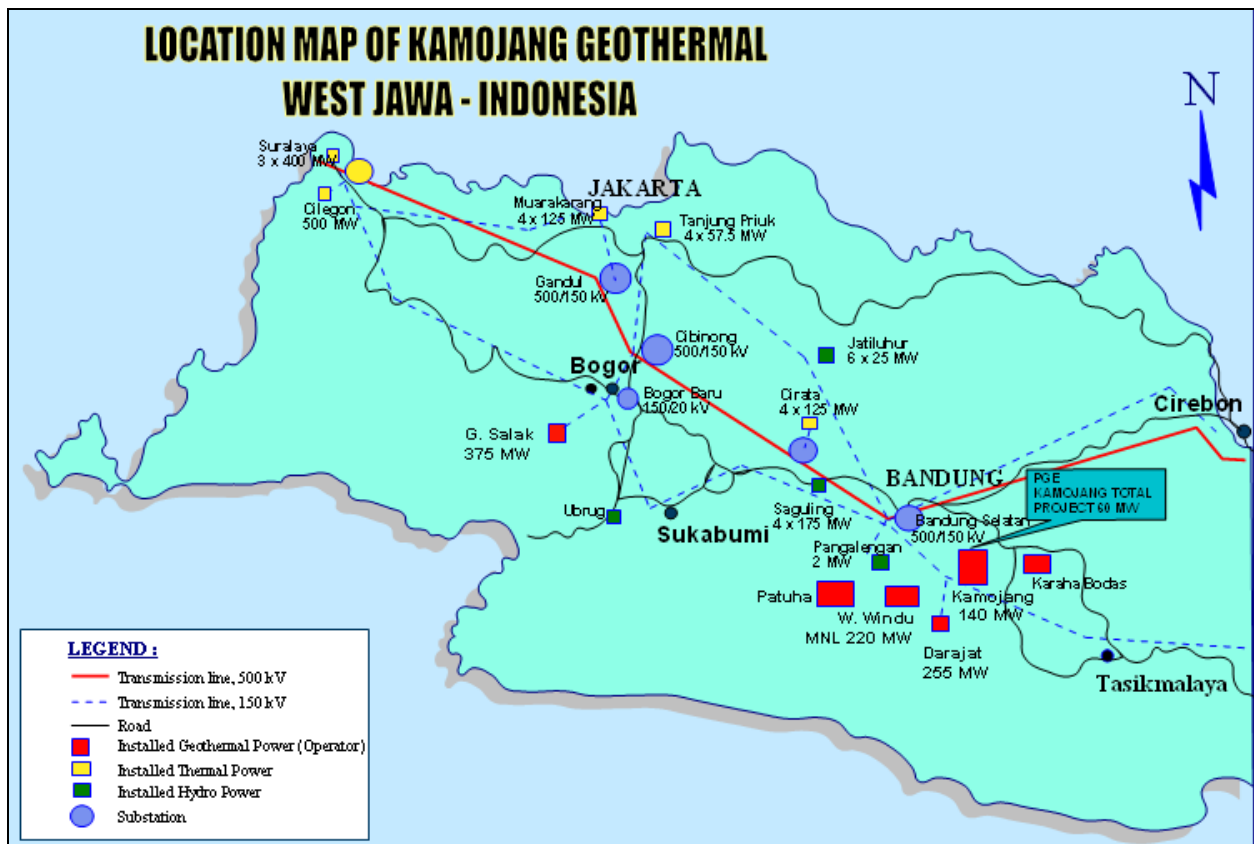 LOCATION MAP OF KAMOJANG GEOTHERMAL
WEST JAWA - INDONESIA
N
Suralaya
3 x 400 MW
Cilegon
500 MW
JAKARTA
Muarakarang
4 x 125 MW
Tanjung Priuk
4 x 57.5 MW
Gandul
500/150 kV
Cibinong
500/150 kV
Jatiluhur
6 x 25 MW
Bogor
Bogor Baru
150/20 kV
Cirata
4 x 125 MW
Cirebon
G. Salak
375 MW
BANDUNG
PGE
KAMOJANG TOTAL
PROJECT 60 MW
Ubrug
Sukabumi
Saguling
4 x 175 MW
Bandung Selatan
500/150 kV
Pangalengan
2 MW
Patuha
W. Windu
MNL 220 MW
Kamojang
140 MW
Karaha Bodas
Darajat
255 MW
Tasikmalaya
LEGEND :
Transmission line, 500 kV
Transmission line, 150 kV
Road
Installed Geothermal Power (Operator)
Installed Thermal Power
Installed Hydro Power
Substation